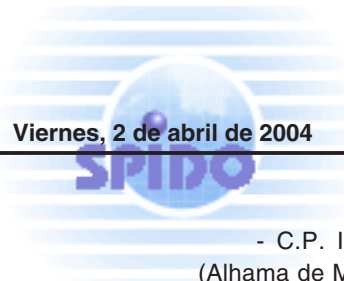 Viernes, 2 de abril de 2004
SPIDO
- C.P. I
(Alhama de M